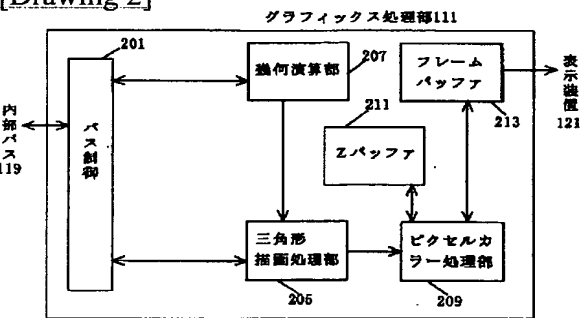 [Drawing 2]
グラフィックス処理部111
201
内部バス
119
バス制御
幾何演算部
207
フレーム
バッファ
213
表示装置
121
211
Zバッファ
三角形
描画処理部
205
ピクセルカ
ラー処理部
209